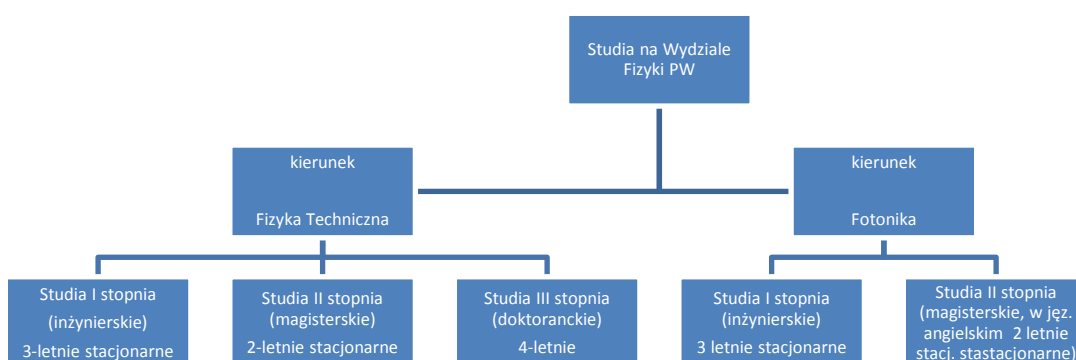 Studia na Wydziale
Fizyki PW
kierunek
Fizyka Techniczna
kierunek
Fotonika
Studia I stopnia
(inżynierskie)
3-letnie stacjonarne
Studia II stopnia
(magisterskie)
2-letnie stacjonarne
Studia III stopnia
(doktoranckie)
4-letnie
Studia I stopnia
(inżynierskie)
3 letnie stacjonarne
Studia II stopnia
(magisterskie, w jęz.
angielskim 2 letnie
stacj. stastacjonarne)